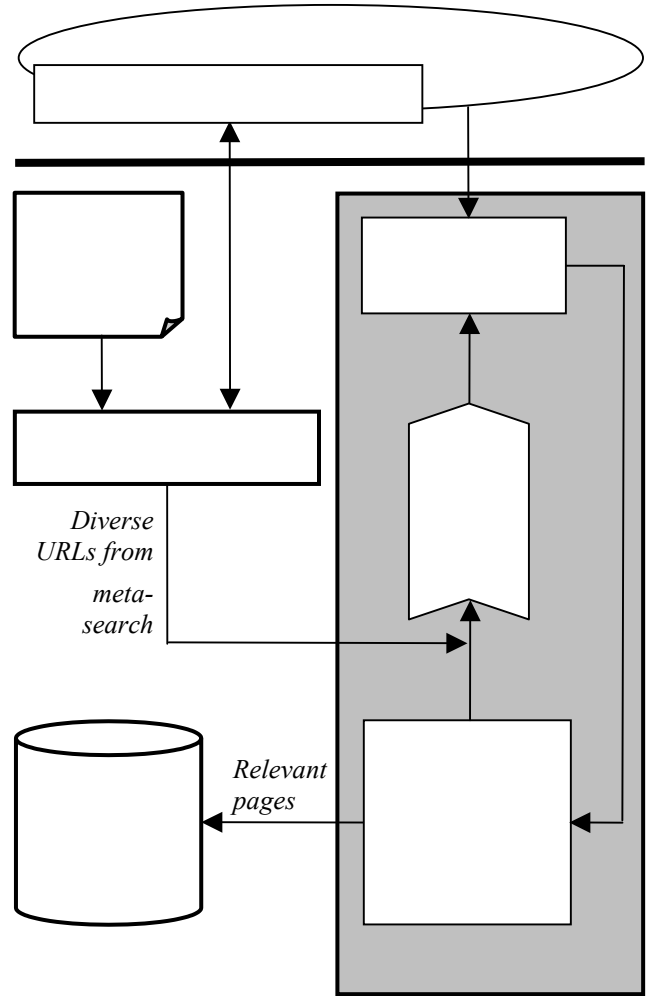 Diverse
URLs from
meta-
search
Relevant
pages